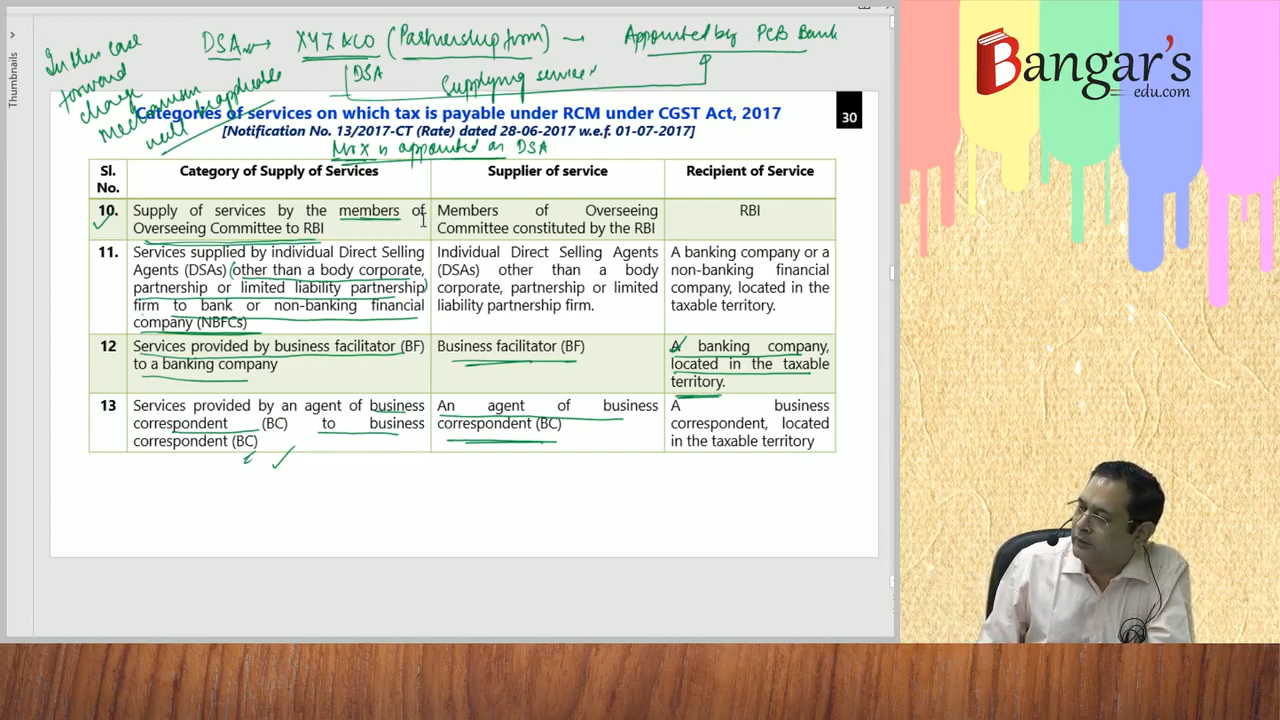 Thumbnails
In this case
forward
charge
mechanism
will be applicable
DSA → XYZ & CO (Partnership firm) → Appointed by PCB Bank
DSA
Supplying services
Categories of services on which tax is payable under RCM under CGST Act, 2017
30
[Notification No. 13/2017-CT (Rate) dated 28-06-2017 w.e.f. 01-07-2017]
Mr X is appointed as DSA
Sl. No.
Category of Supply of Services
Supplier of service
Recipient of Service
10.
Supply of services by the members of
Overseeing Committee to RBI
Members of Overseeing
Committee constituted by the RBI
RBI
11.
Services supplied by individual Direct Selling
Agents (DSAs) (other than a body corporate,
partnership or limited liability partnership)
firm to bank or non-banking financial
company (NBFCs)
Individual Direct Selling Agents
(DSAs) other than a body
corporate, partnership or limited
liability partnership firm.
A banking company or a
non-banking financial
company, located in the
taxable territory.
12
Services provided by business facilitator (BF)
to a banking company
Business facilitator (BF)
A banking company,
located in the taxable
territory.
13
Services provided by an agent of business
correspondent (BC) to business
correspondent (BC)
An agent of business
correspondent (BC)
A business
correspondent, located
in the taxable territory
Bangar's
edu.com